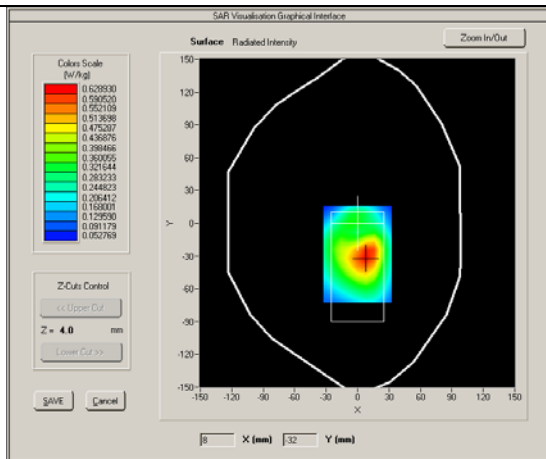 SAR Visualisation Graphical Interface
Surface Radiated Intensity
Zoom In/Out
Colors Scale
(W/kg)
0.628930
0.590520
0.552109
0.513698
0.475287
0.436876
0.398466
0.360055
0.321644
0.283233
0.244823
0.206412
0.168001
0.129590
0.091179
0.052769
Z-Cuts Control
<< Upper Cut
Z = 4.0 mm
Lower Cut >>
SAVE Cancel
150-
120-
90-
60-
30-
0-
-30-
-60-
-90-
-120-
-150-
Y
-150 -120 -90 -60 -30 0 30 60 90 120 150
X
8 X (mm) -32 Y (mm)